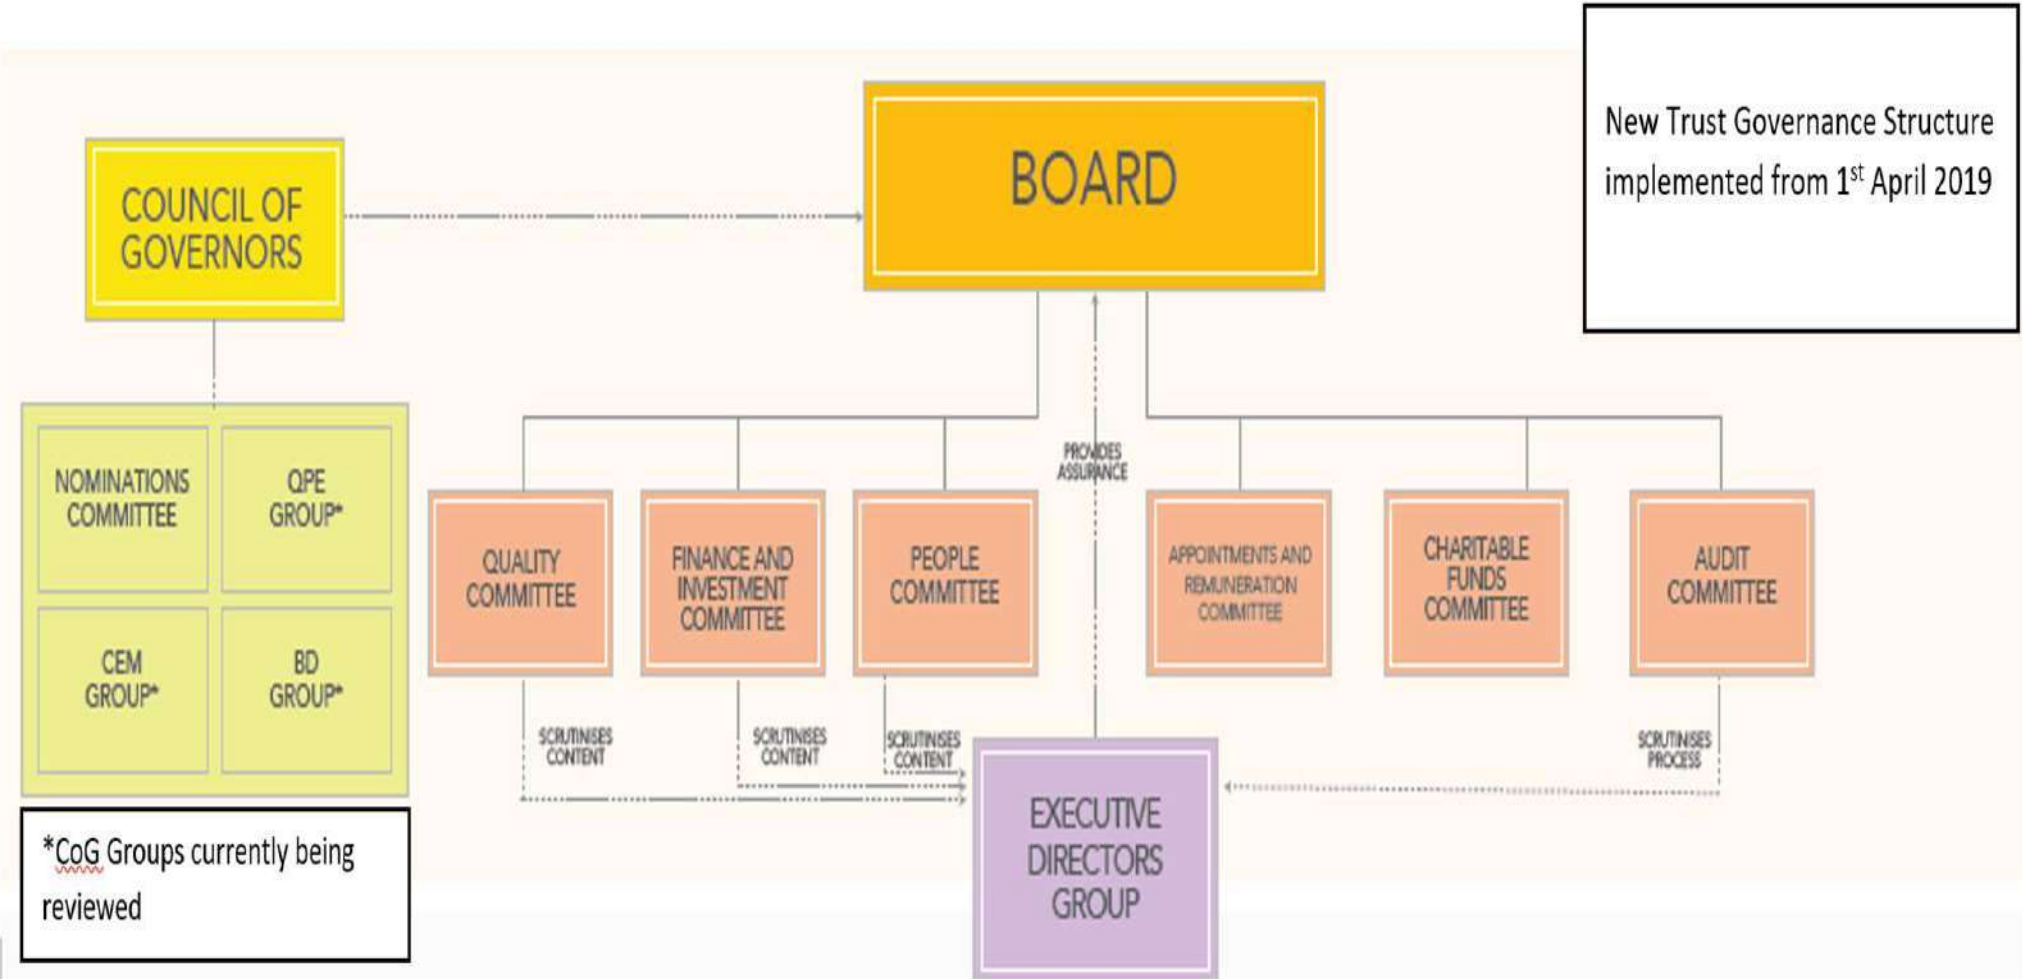 New Trust Governance Structure
implemented from 1st April 2019
BOARD
COUNCIL OF
GOVERNORS
NOMINATIONS
COMMITTEE
QPE
GROUP*
CEM
GROUP*
BD
GROUP*
*CoG Groups currently being
reviewed
PROVIDES
ASSURANCE
QUALITY
COMMITTEE
FINANCE AND
INVESTMENT
COMMITTEE
PEOPLE
COMMITTEE
APPOINTMENTS AND
REMUNERATION
COMMITTEE
CHARITABLE
FUNDS
COMMITTEE
AUDIT
COMMITTEE
SCRUTINISES
CONTENT
SCRUTINISES
CONTENT
SCRUTINISES
CONTENT
SCRUTINISES
PROCESS
EXECUTIVE
DIRECTORS
GROUP